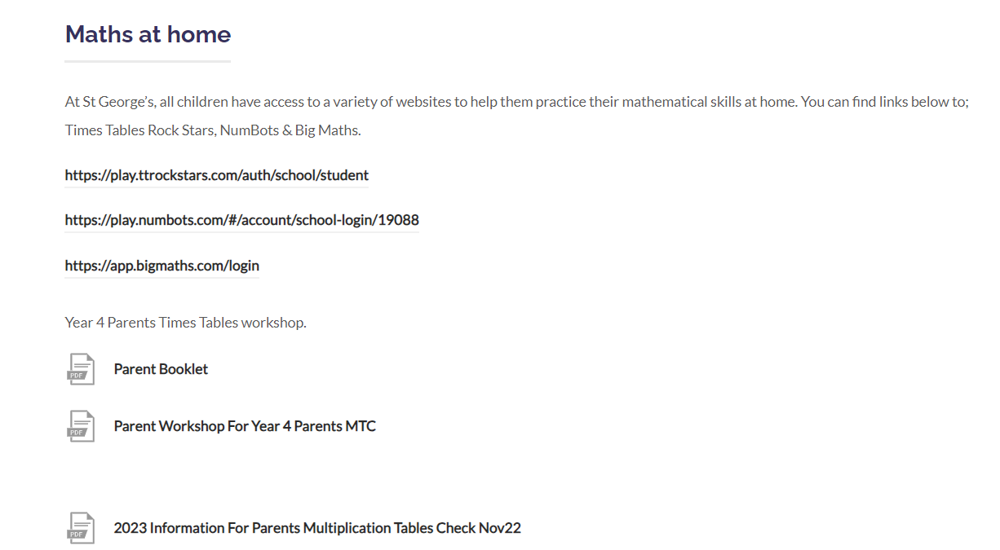 Maths at home
At St George's, all children have access to a variety of websites to help them practice their mathematical skills at home. You can find links below to;
Times Tables Rock Stars, NumBots & Big Maths.
https://play.ttrockstars.com/auth/school/student
https://play.numbots.com/#/account/school-login/19088
https://app.bigmaths.com/login
Year 4 Parents Times Tables workshop.
PDF Parent Booklet
PDF Parent Workshop For Year 4 Parents MTC
PDF 2023 Information For Parents Multiplication Tables Check Nov22